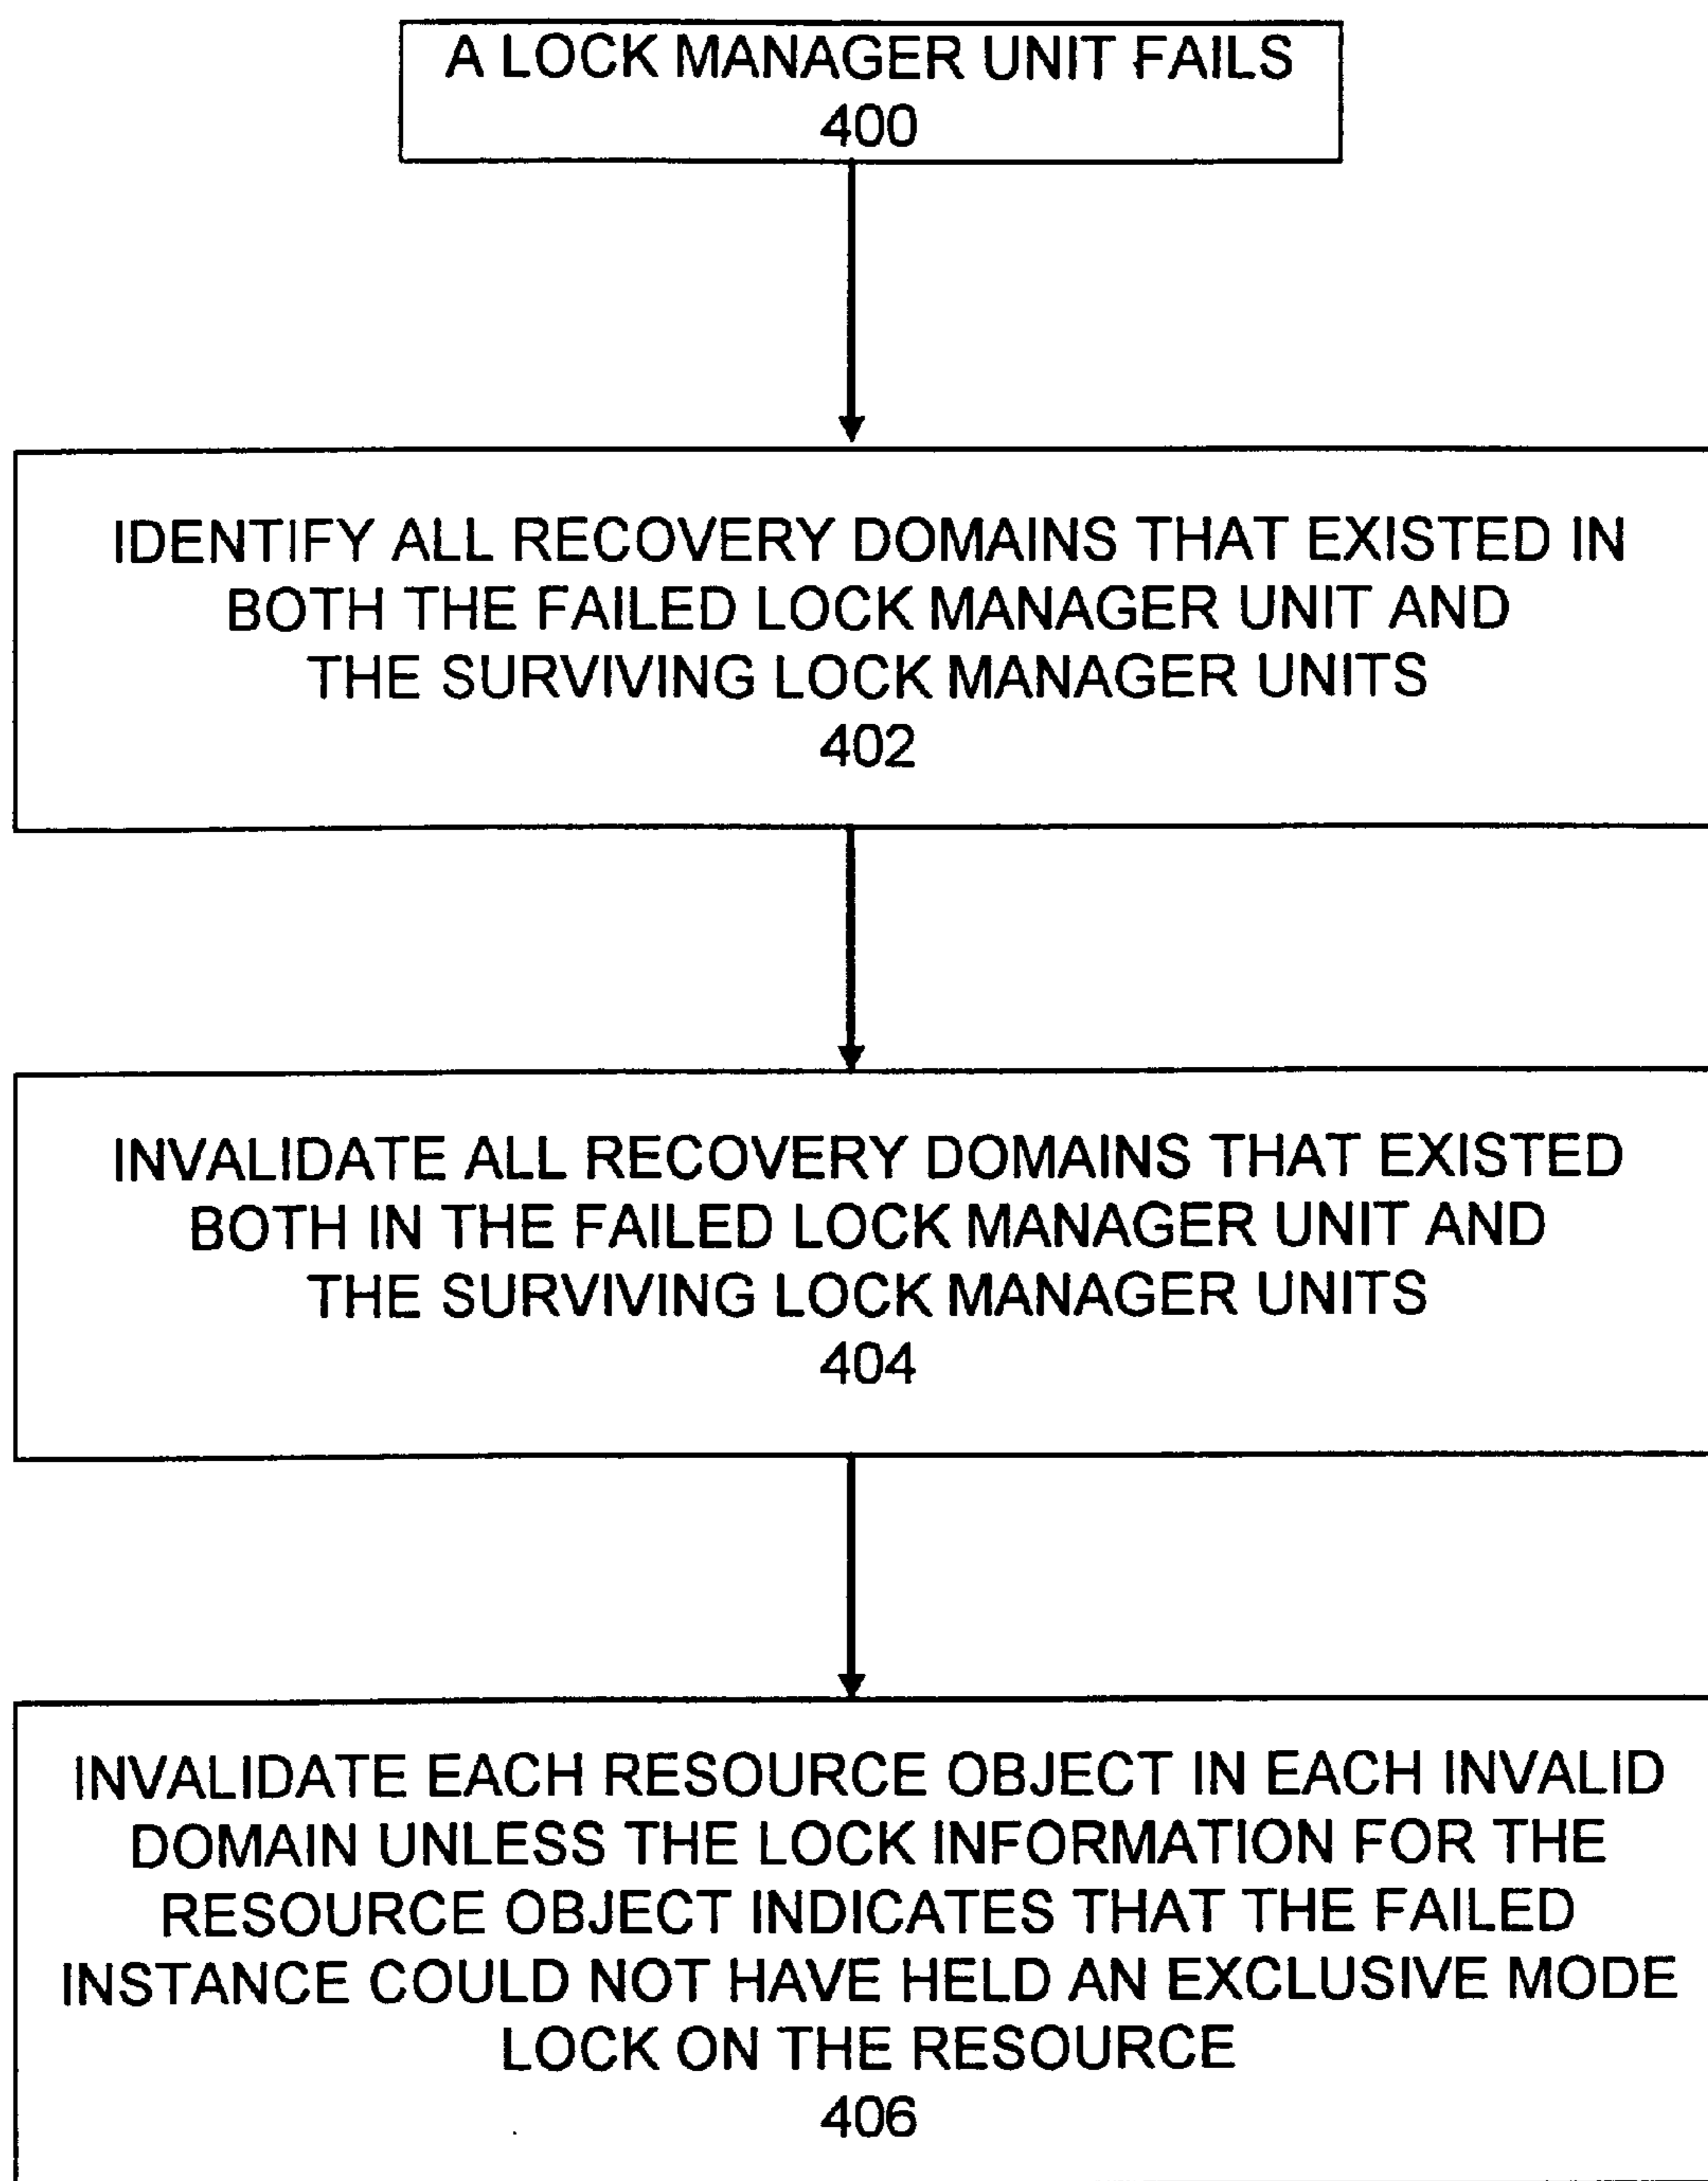 A LOCK MANAGER UNIT FAILS
400
IDENTIFY ALL RECOVERY DOMAINS THAT EXISTED IN
BOTH THE FAILED LOCK MANAGER UNIT AND
THE SURVIVING LOCK MANAGER UNITS
402
INVALIDATE ALL RECOVERY DOMAINS THAT EXISTED
BOTH IN THE FAILED LOCK MANAGER UNIT AND
THE SURVIVING LOCK MANAGER UNITS
404
INVALIDATE EACH RESOURCE OBJECT IN EACH INVALID
DOMAIN UNLESS THE LOCK INFORMATION FOR THE
RESOURCE OBJECT INDICATES THAT THE FAILED
INSTANCE COULD NOT HAVE HELD AN EXCLUSIVE MODE
LOCK ON THE RESOURCE
406